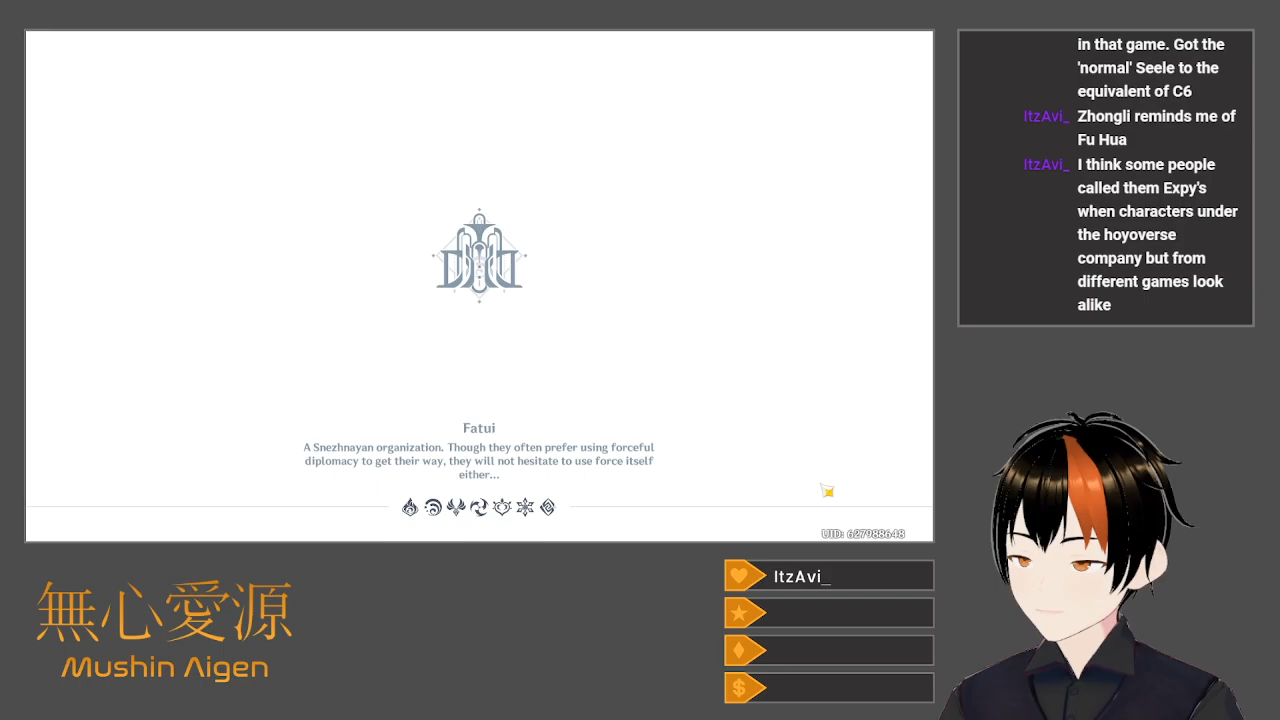 Fatui
A Snezhnayan organization. Though they often prefer using forceful
diplomacy to get their way, they will not hesitate to use force itself
either...
UID: 627988648
in that game. Got the
'normal' Seele to the
equivalent of C6
ItzAvi_ Zhongli reminds me of
Fu Hua
ItzAvi_ I think some people
called them Expy's
when characters under
the hoyoverse
company but from
different games look
alike
無心愛源
Mushin Aigen
ItzAvi_
$